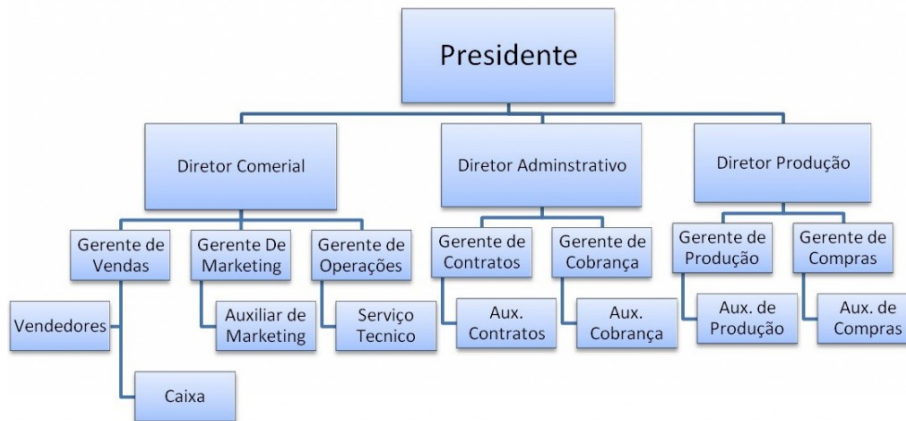 Presidente
Diretor Comerial
Diretor Adminstrativo
Diretor Produção
Gerente de
Vendas
Gerente De
Marketing
Gerente de
Operações
Gerente de
Contratos
Gerente de
Cobrança
Gerente de
Produção
Gerente de
Compras
Vendedores
Auxiliar de
Marketing
Serviço
Tecnico
Aux.
Contratos
Aux.
Cobrança
Aux. de
Produção
Aux. de
Compras
Caixa